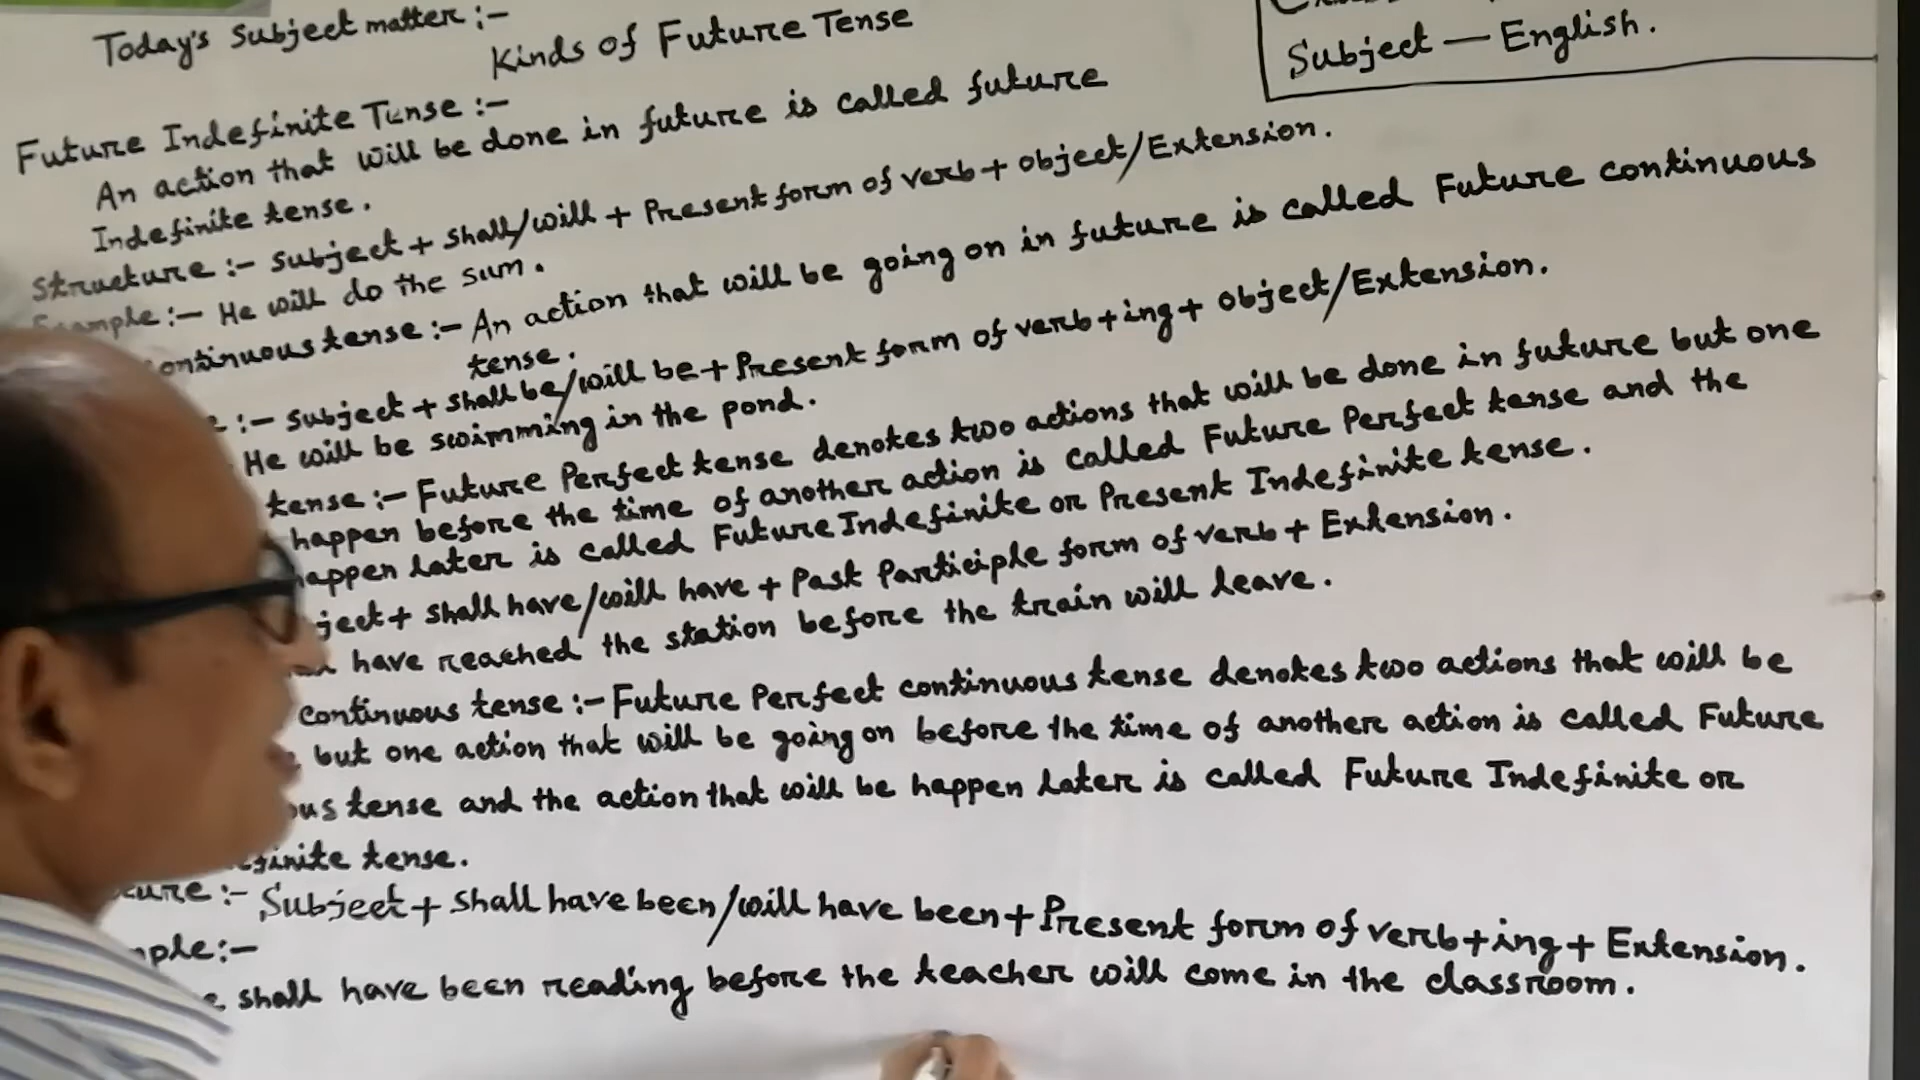 Today's Subject matter :-
Kinds of Future Tense
Subject — English.
Future Indefinite Tense :-
An action that will be done in future is called future
Indefinite tense.
Structure :- Subject + shall/will + Present form of verb + object/Extension.
Example :- He will do the sum.
continuous tense :- An action that will be going on in future is called Future continuous
tense.
:- Subject + shall be/will be + Present form of verb + ing + object/Extension.
He will be swimming in the pond.
tense :- Future Perfect tense denotes two actions that will be done in future but one
happen before the time of another action is called Future Perfect tense and the
happen later is called Future Indefinite or Present Indefinite tense.
ject + shall have/will have + Past Participle form of verb + Extension.
have reached the station before the train will leave.
continuous tense :- Future Perfect continuous tense denotes two actions that will be
but one action that will be going on before the time of another action is called Future
ous tense and the action that will be happen later is called Future Indefinite or
finite tense.
cture :- Subject + shall have been/will have been + Present form of verb + ing + Extension.
mple :-
e shall have been reading before the teacher will come in the classroom.